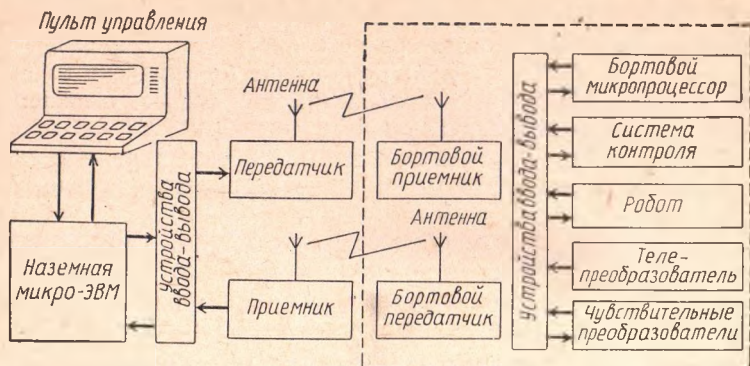 Пульт управления
Антенна
Передатчик
Бортовой
приемник
Бортовой
микропроцессор
Система
контроля
Робот
Теле-
преобразователь
Чувствительные
преобразователи
Устройства ввода-вывода
Устройства
ввода-вывода
Наземная
микро-ЭВМ
Антенна
Приемник
Бортовой
передатчик